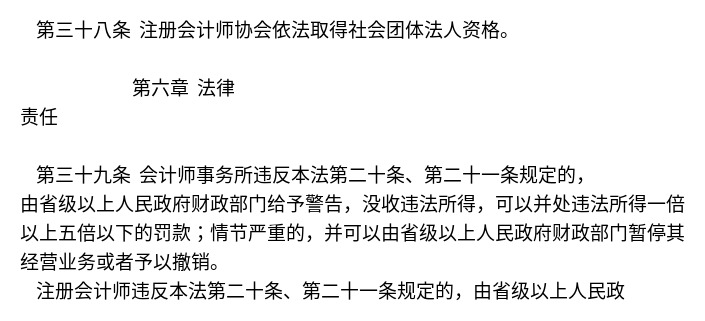 第三十八条 注册会计师协会依法取得社会团体法人资格。
第六章 法律
责任
第三十九条 会计师事务所违反本法第二十条、第二十一条规定的，
由省级以上人民政府财政部门给予警告，没收违法所得，可以并处违法所得一倍
以上五倍以下的罚款；情节严重的，并可以由省级以上人民政府财政部门暂停其
经营业务或者予以撤销。
注册会计师违反本法第二十条、第二十一条规定的，由省级以上人民政